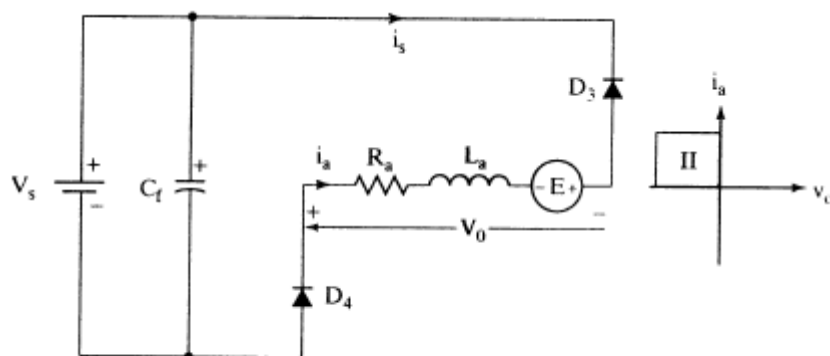 i_s
D_3
i_a
V_s
+
−
C_f
+
i_a
R_a
L_a
− E +
+
V_0
−
II
v_o
D_4